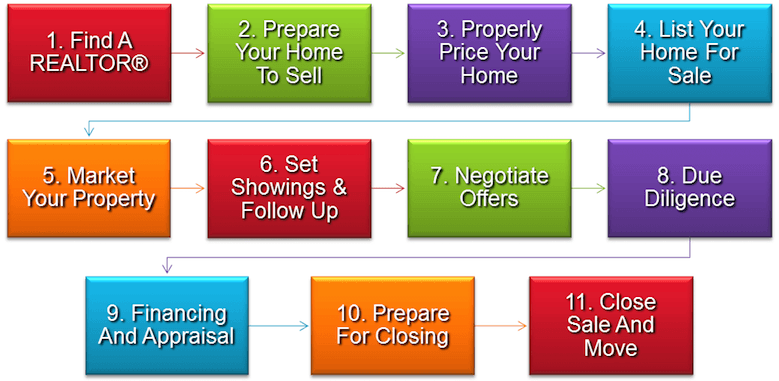 1. Find A
REALTOR®
2. Prepare
Your Home
To Sell
3. Properly
Price Your
Home
4. List Your
Home For
Sale
5. Market
Your Property
6. Set
Showings &
Follow Up
7. Negotiate
Offers
8. Due
Diligence
9. Financing
And Appraisal
10. Prepare
For Closing
11. Close
Sale And
Move